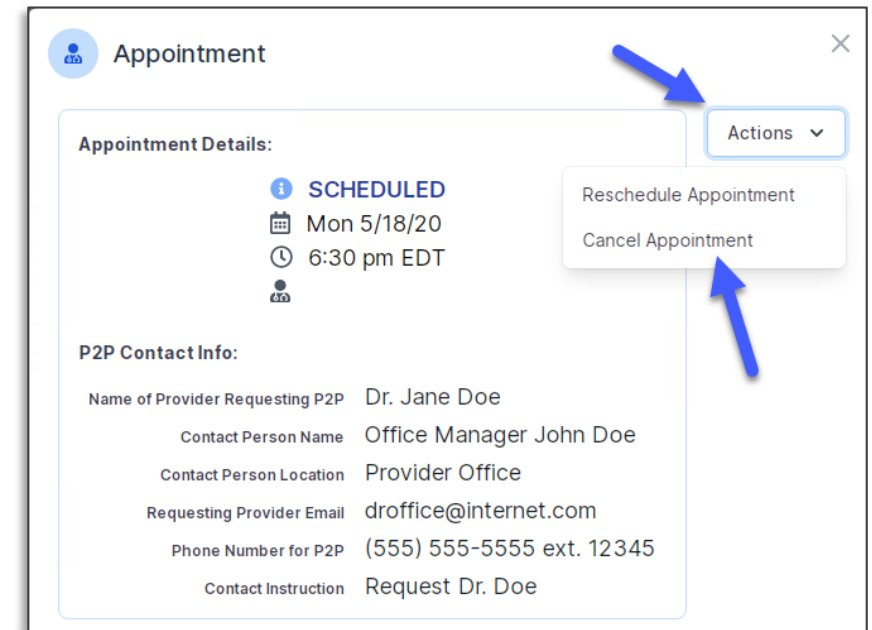 Appointment
Actions
Appointment Details:
SCHEDULED
Reschedule Appointment
Mon 5/18/20
Cancel Appointment
6:30 pm EDT
P2P Contact Info:
Name of Provider Requesting P2P Dr. Jane Doe
Contact Person Name Office Manager John Doe
Contact Person Location Provider Office
Requesting Provider Email droffice@internet.com
Phone Number for P2P (555) 555-5555 ext. 12345
Contact Instruction Request Dr. Doe